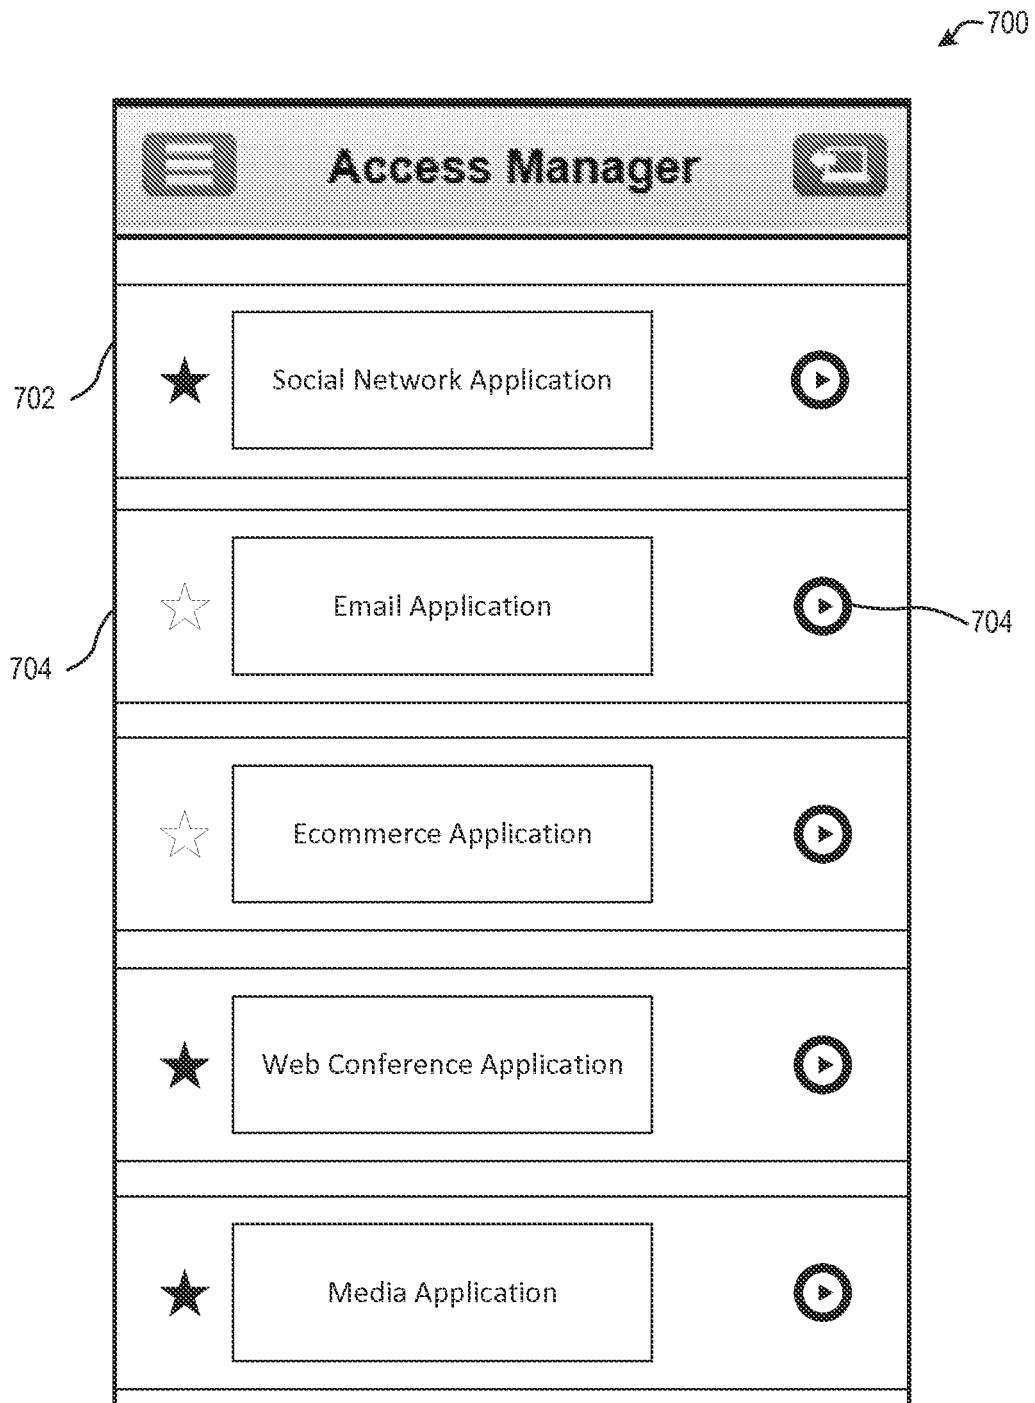 700
Access Manager
702
Social Network Application
Email Application
704
704
Ecommerce Application
Web Conference Application
Media Application